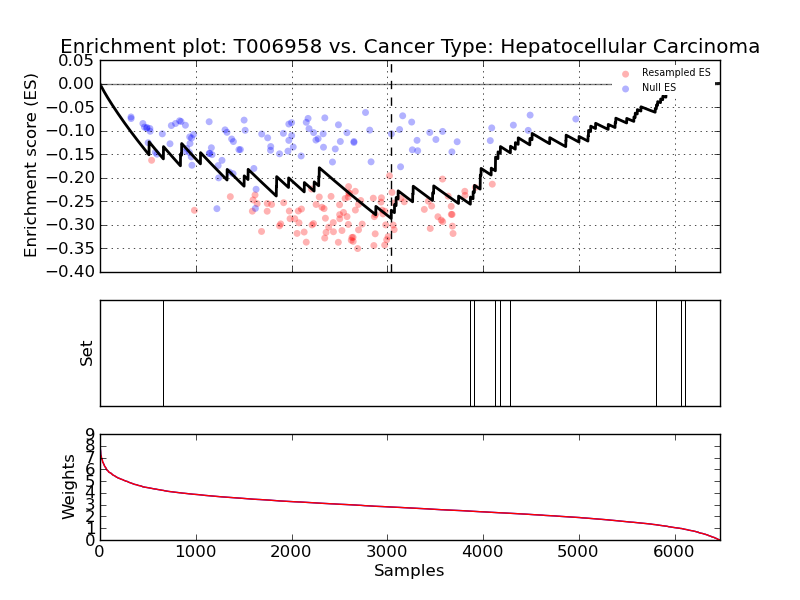 Enrichment plot: T006958 vs. Cancer Type: Hepatocellular Carcinoma
Enrichment score (ES)
0.05
0.00
−0.05
−0.10
−0.15
−0.20
−0.25
−0.30
−0.35
−0.40
Resampled ES
Null ES
Set
Weights
9
8
7
6
5
4
3
2
1
0
0 1000 2000 3000 4000 5000 6000
Samples